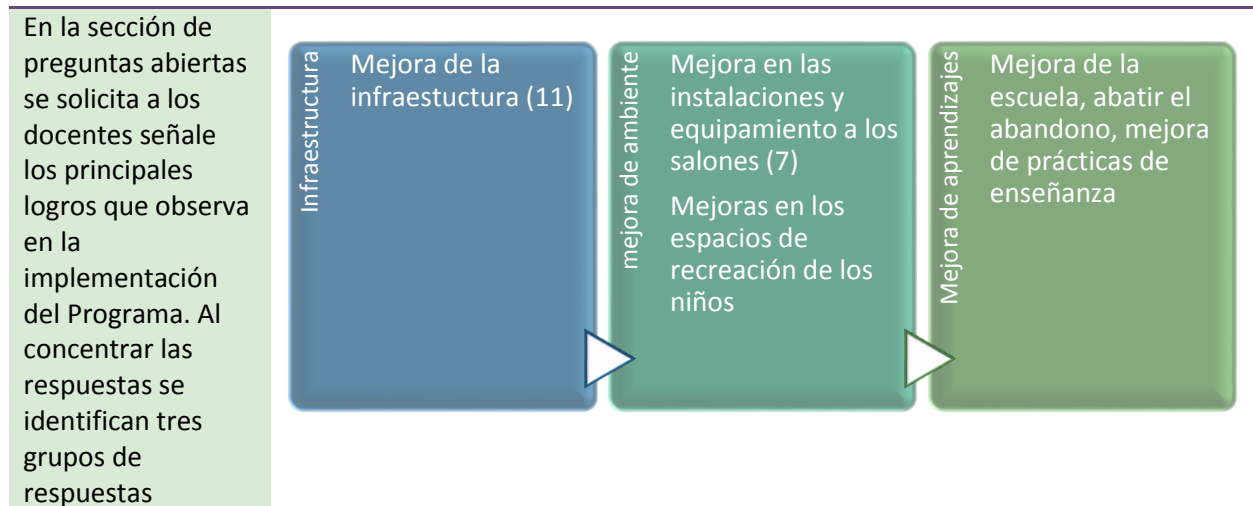 En la sección de
preguntas abiertas
se solicita a los
docentes señale
los principales
logros que observa
en la
implementación
del Programa. Al
concentrar las
respuestas se
identifican tres
grupos de
respuestas
Infraestructura
Mejora de la
infraestuctura (11)
mejora de ambiente
Mejora en las
instalaciones y
equipamiento a los
salones (7)
Mejoras en los
espacios de
recreación de los
niños
Mejora de aprendizajes
Mejora de la
escuela, abatir el
abandono, mejora
de prácticas de
enseñanza